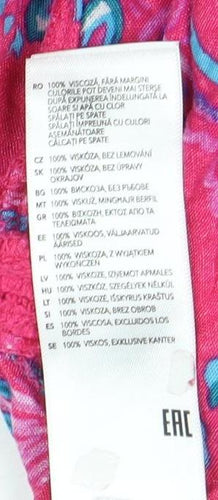 RO 100% VISCOZĂ, FĂRĂ MARGINI
CULORILE POT DEVENI MAI ȘTERSE
DUPĂ EXPUNEREA ÎNDELUNGATĂ LA
SOARE SI APĂ CU CLOR
SPĂLAȚI PE SPATE
SPĂLAȚI ÎMPREUNĂ CU CULORI
ASEMĂNĂTOARE
CĂLCAȚI PE SPATE
CZ 100% VISKÓZA, BEZ LEMOVÁNÍ
SK 100% VISKÓZA, BEZ ÚPRAVY
OKRAJOV
BG 100% ВИСКОЗА, БЕЗ РЪБОВЕ
MT 100% VISKUŻ, MINGĦAJR BERFIL
GR 100% ΒΙΣΚΟΖΗ, ΕΚΤΟΣ ΑΠΟ ΤΑ
ΤΕΛΕΙΩΜΑΤΑ
EE 100% VISKOOS, VÄLJAARVATUD
ÄÄRISED
PL 100% WISKOZA, Z WYJĄTKIEM
WYKOŃCZEŃ
LV 100% VISKOZE, IZŅEMOT APMALES
HU 100% VISZKÓZ, SZEGÉLYEK NÉLKÜL
LT 100% VISKOZĖ, IŠSKYRUS KRAŠTUS
SI 100% VISKOZA, BREZ OBROB
ES 100% VISCOSA, EXCLUIDOS LOS
BORDES
SE 100% VISKOS, EXKLUSIVE KANTER
EAC